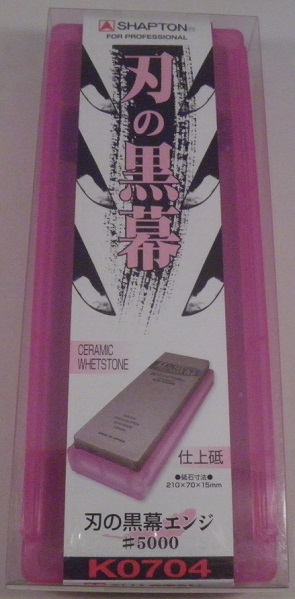 SHAPTON
FOR PROFESSIONAL
刃の黒幕
CERAMIC
WHETSTONE
仕上砥
●砥石寸法●
210×70×15mm
刃の黒幕エンジ
#5000
K0704